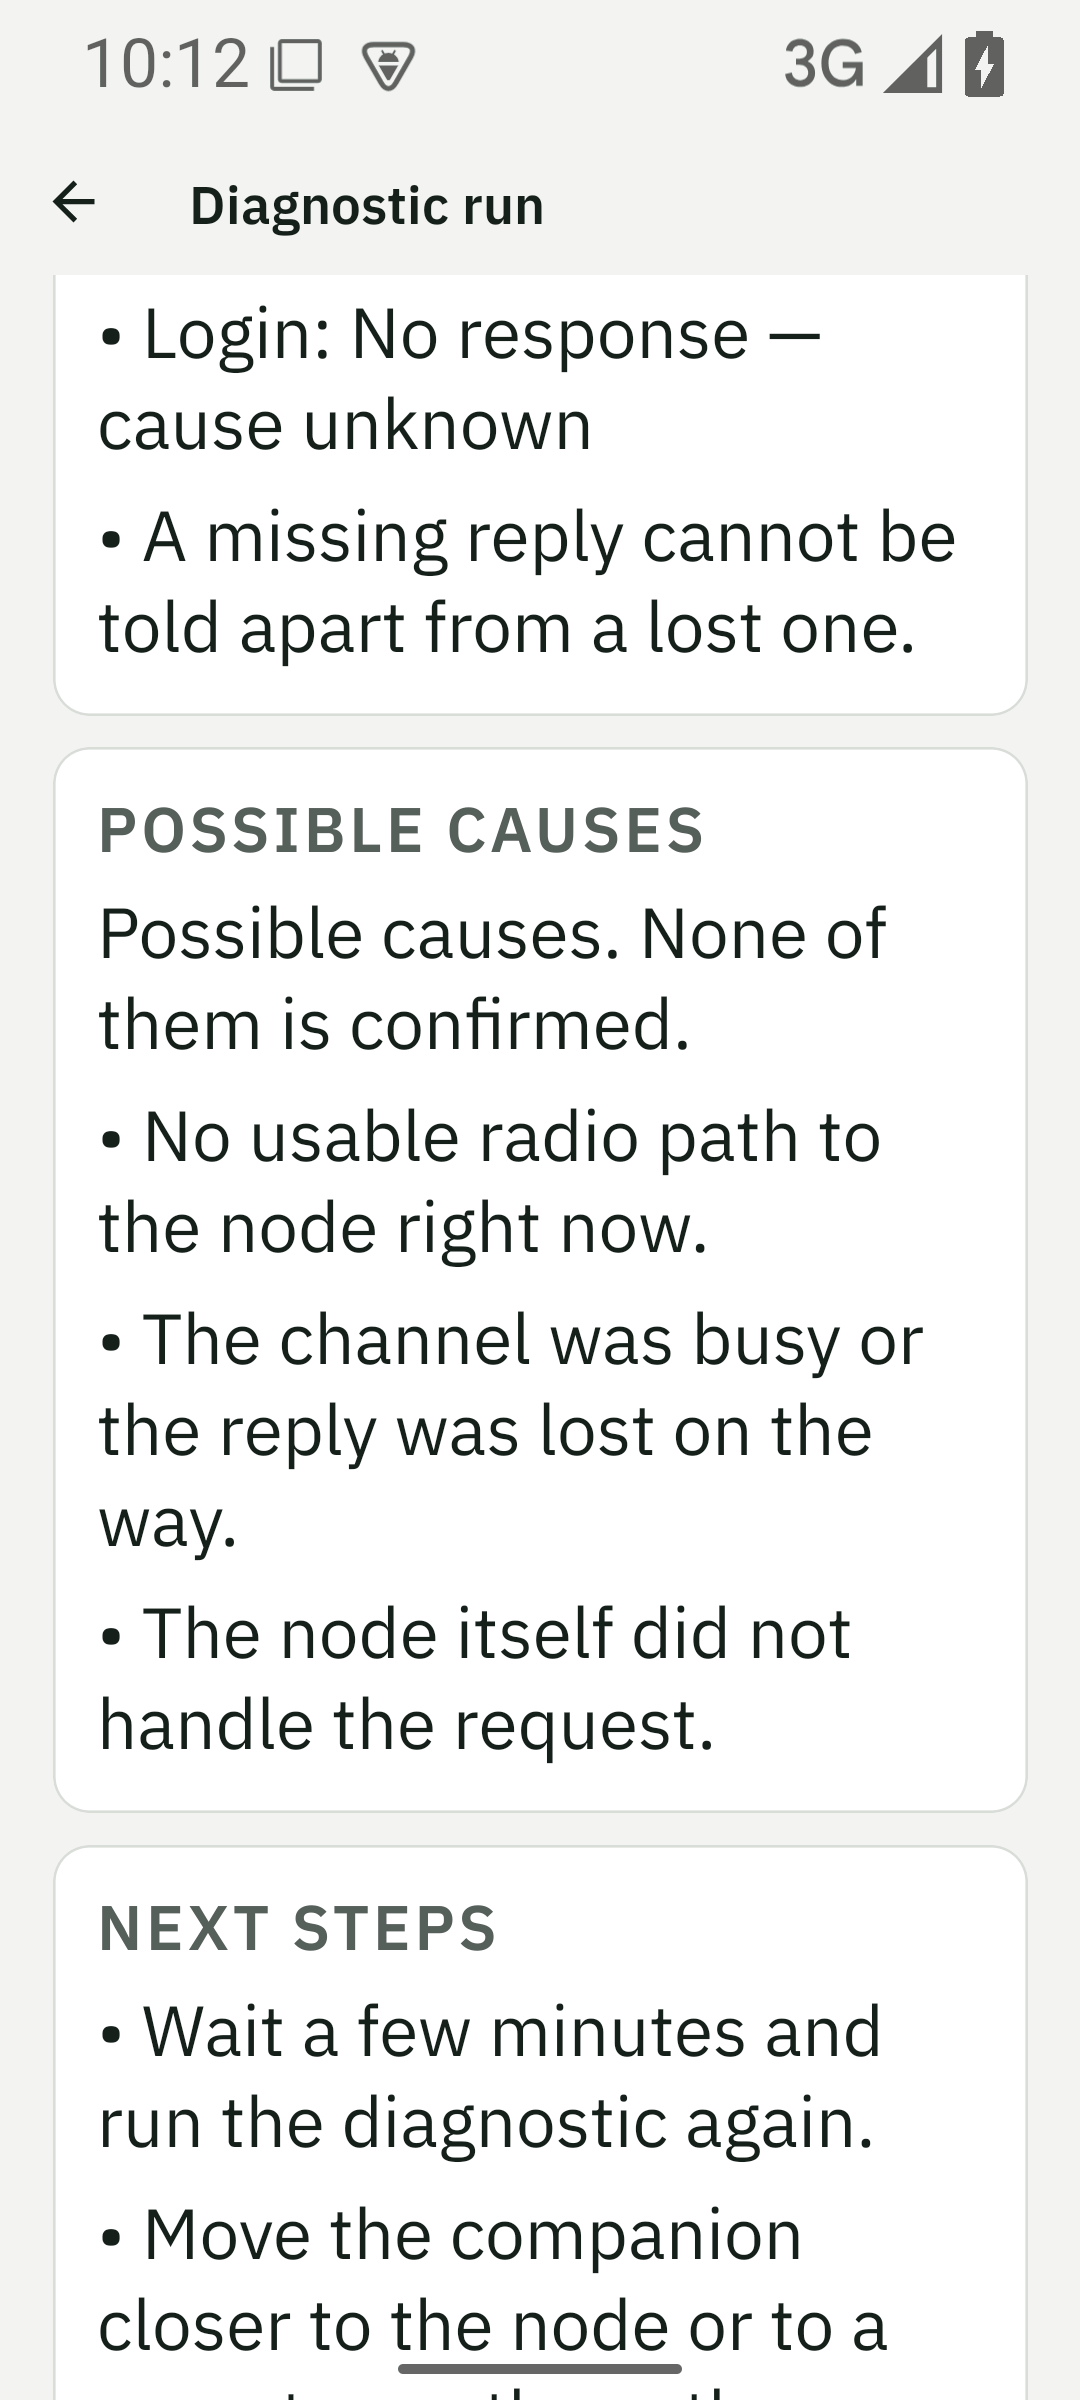 10:12 3G
Diagnostic run
• Login: No response —
cause unknown
• A missing reply cannot be
told apart from a lost one.
POSSIBLE CAUSES
Possible causes. None of
them is confirmed.
• No usable radio path to
the node right now.
• The channel was busy or
the reply was lost on the
way.
• The node itself did not
handle the request.
NEXT STEPS
• Wait a few minutes and
run the diagnostic again.
• Move the companion
closer to the node or to a